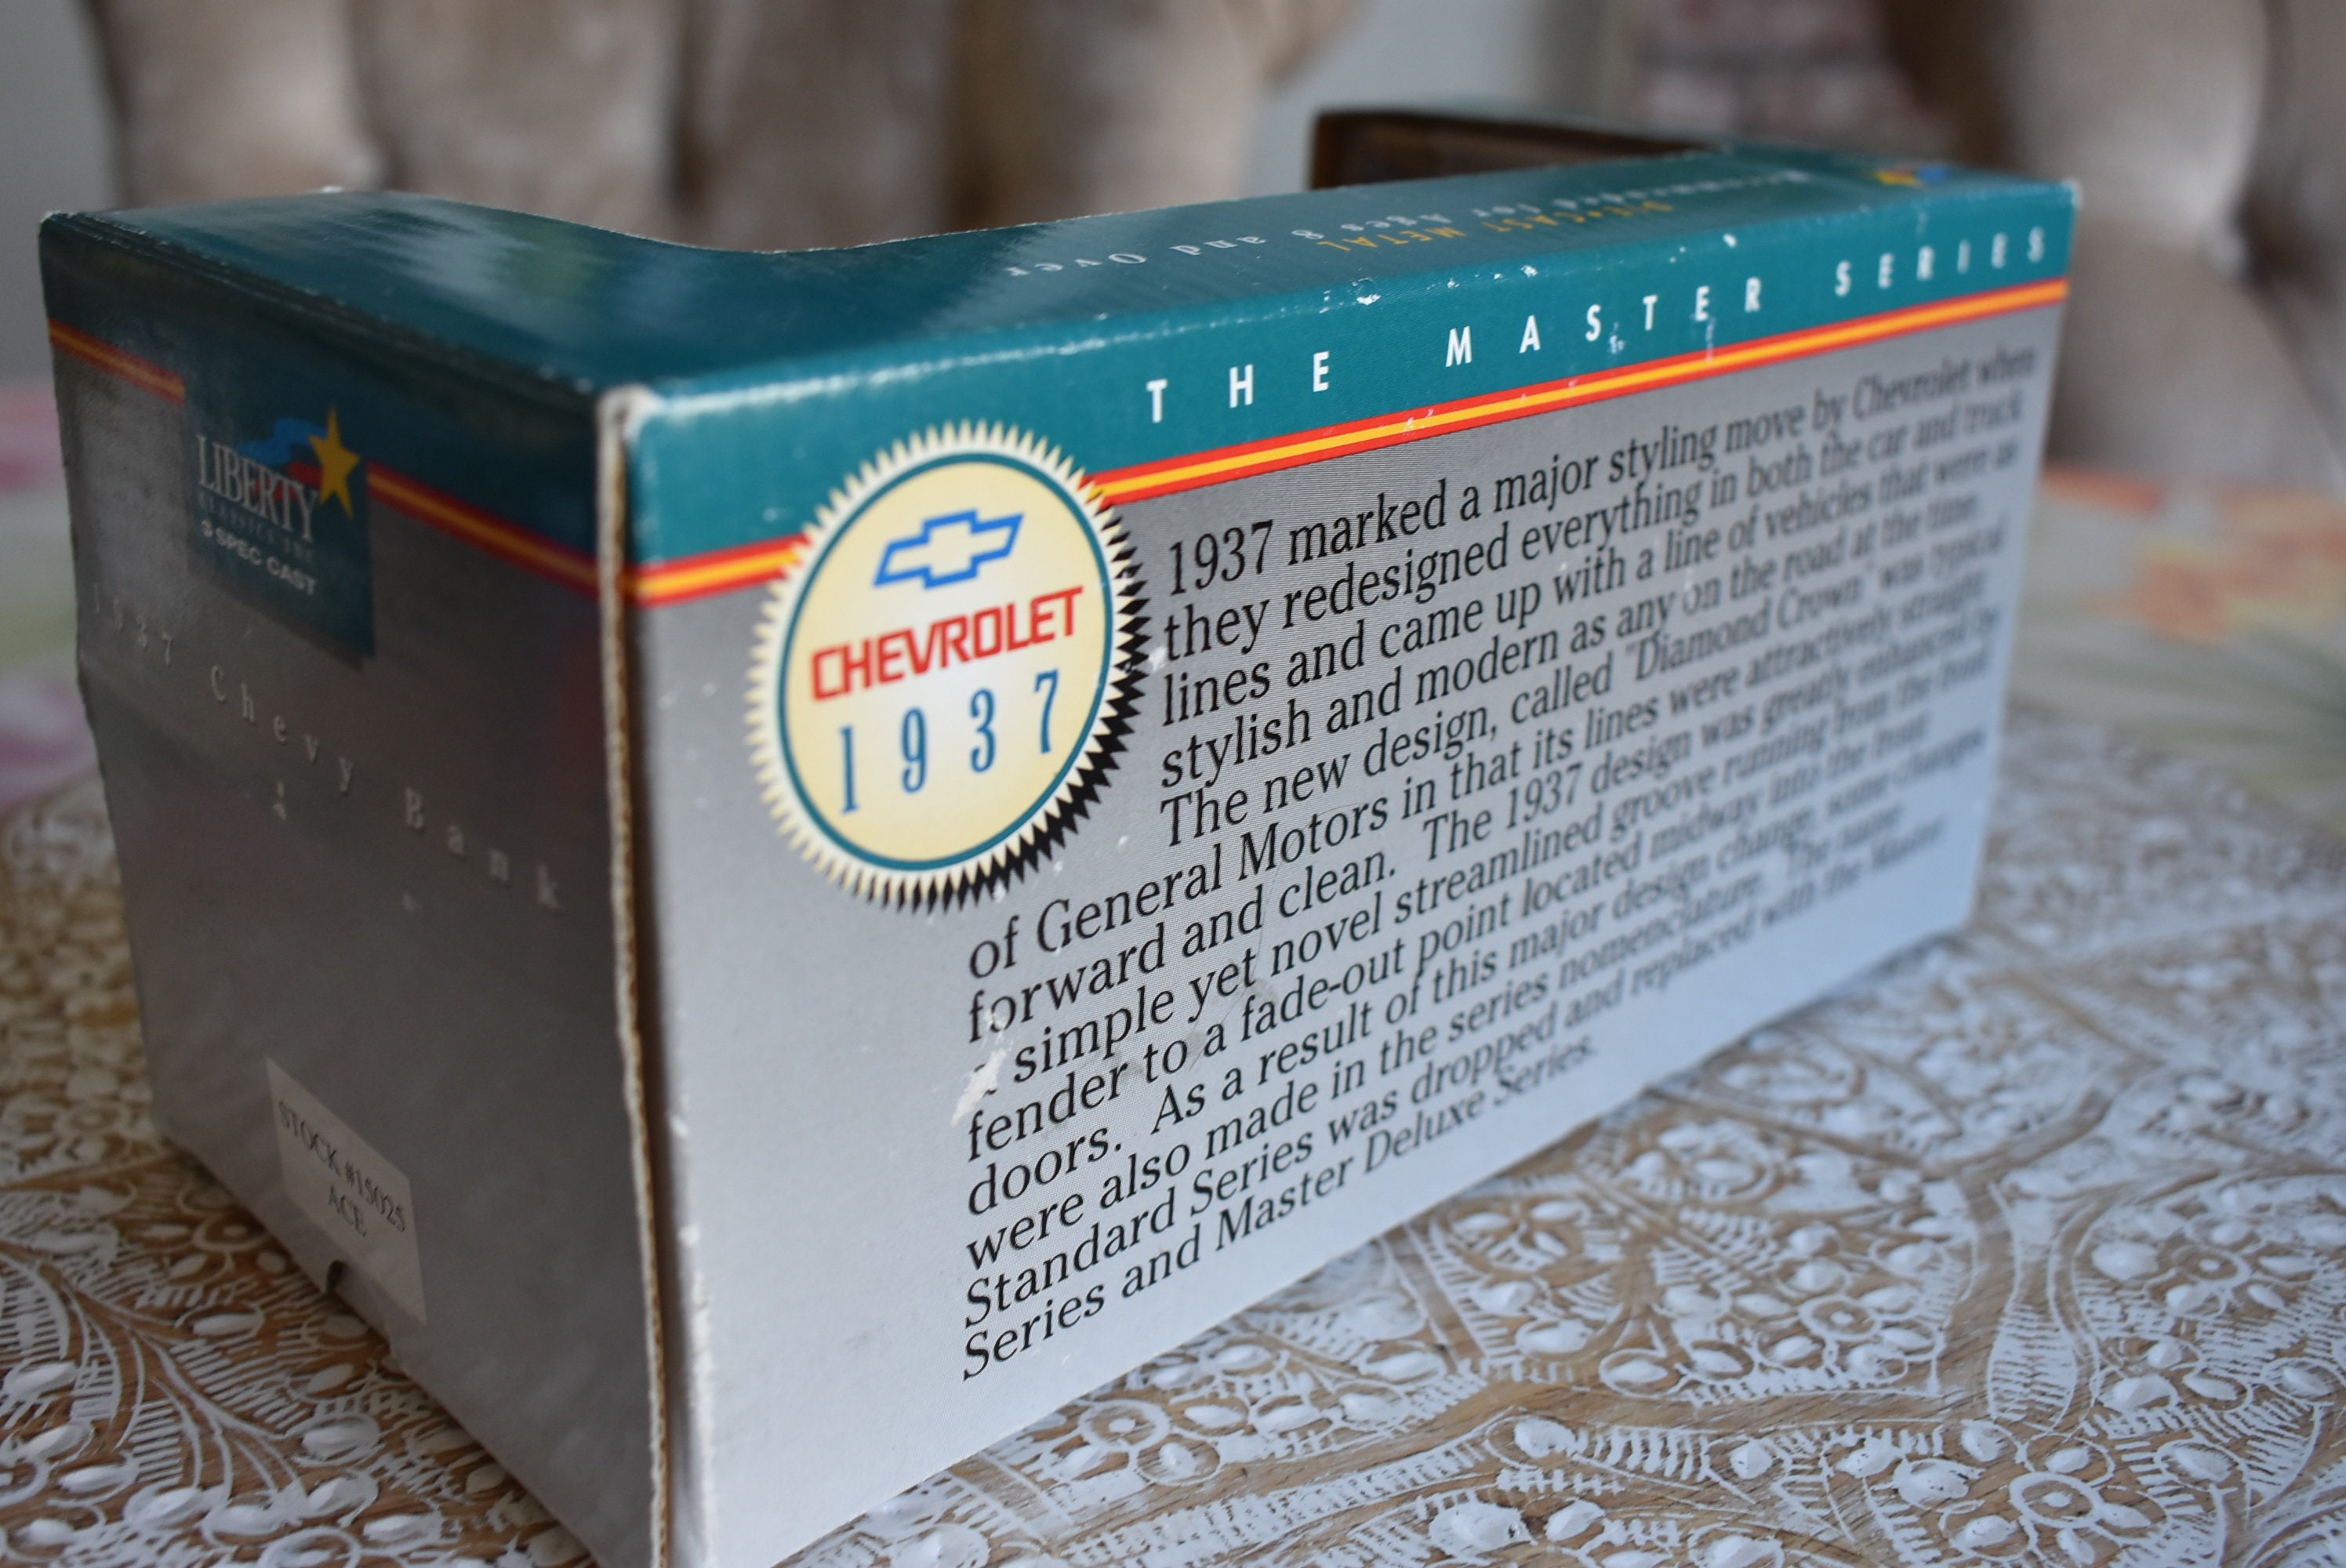 DIECAST METAL
Recommended for Ages 8 and Over
THE MASTER SERIES
LIBERTY
CLASSICS INC
SPEC CAST
1937 Chevy Bank
STOCK #15025
ACE
CHEVROLET
1937
1937 marked a major styling move by Chevrolet when
they redesigned everything in both the car and truck
lines and came up with a line of vehicles that were as
stylish and modern as any on the road at the time.
The new design, called "Diamond Crown" was typical
of General Motors in that its lines were attractively straight
forward and clean. The 1937 design was greatly enhanced by
simple yet novel streamlined groove running from the front
fender to a fade-out point located midway into the front
doors. As a result of this major design change, some changes
were also made in the series nomenclature. The name
Standard Series was dropped and replaced with the Master
Series and Master Deluxe Series.